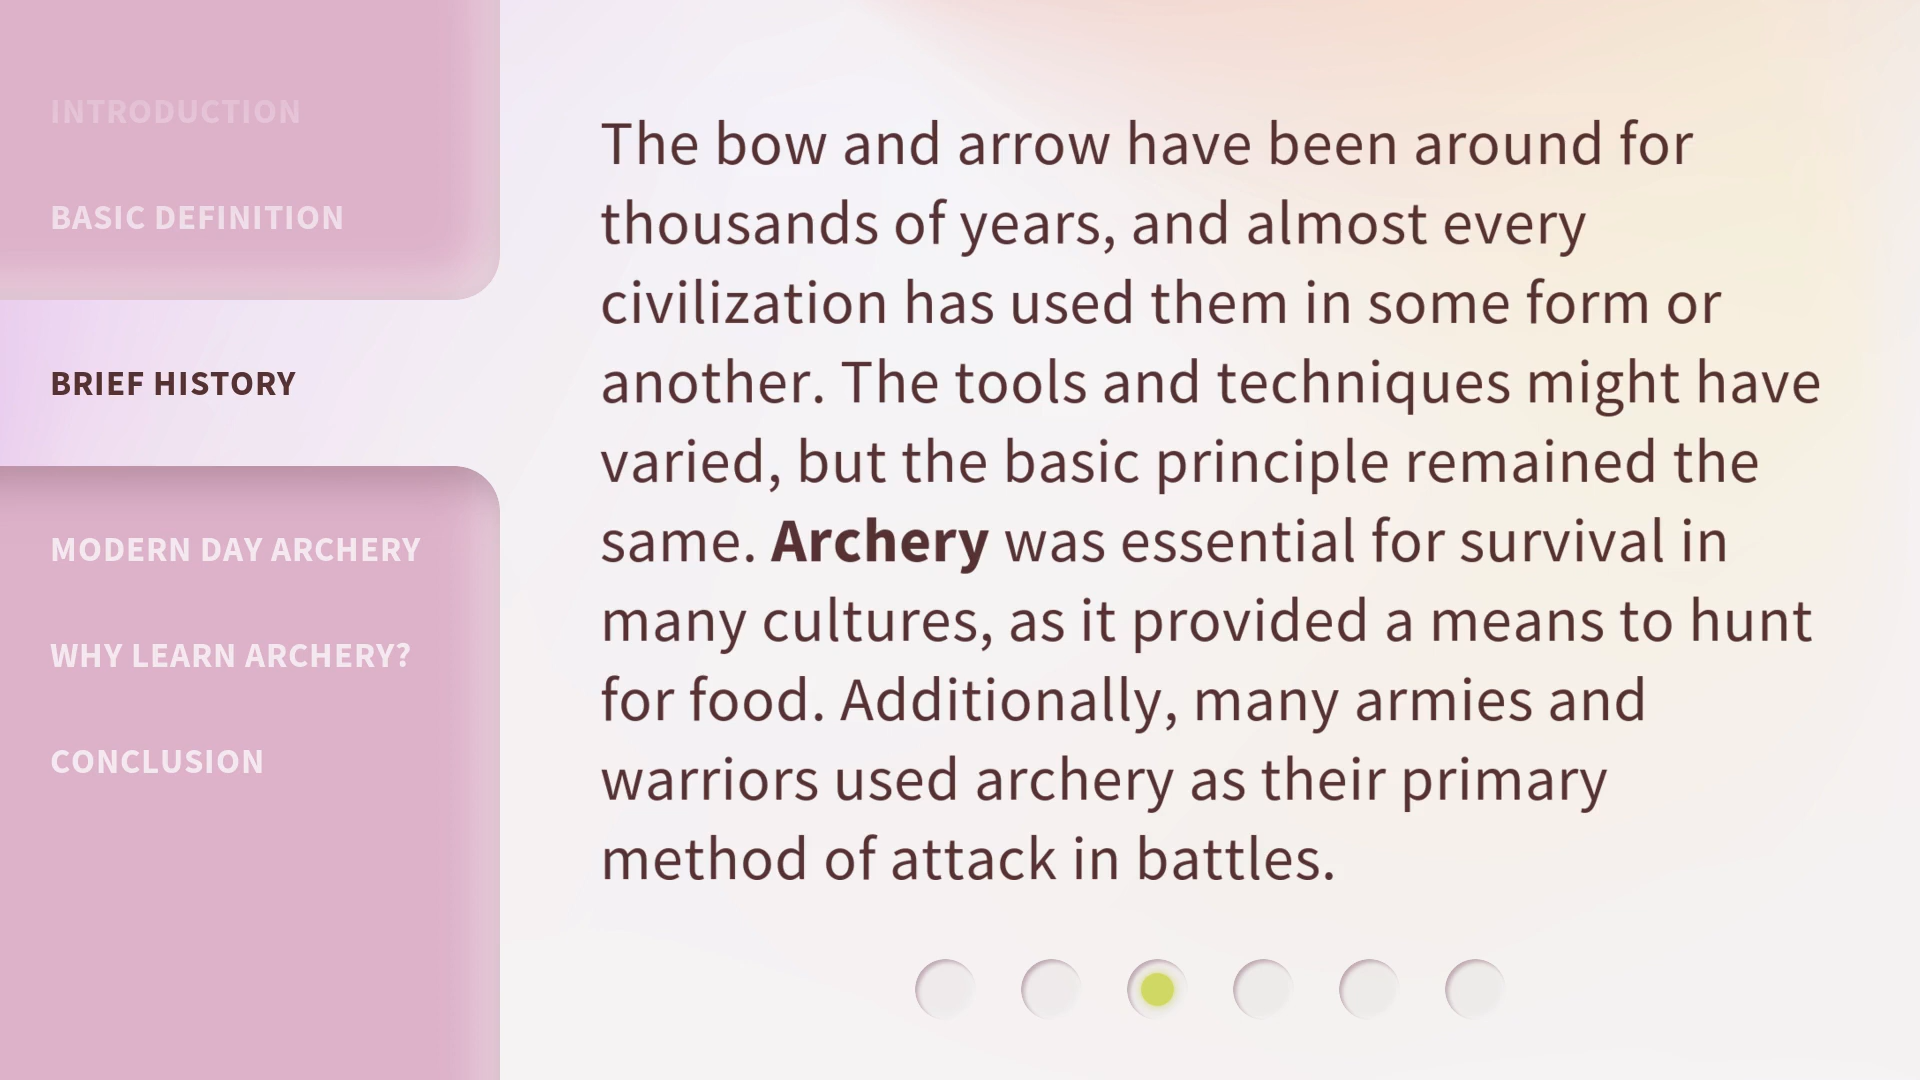 INTRODUCTION
BASIC DEFINITION
BRIEF HISTORY
MODERN DAY ARCHERY
WHY LEARN ARCHERY?
CONCLUSION
The bow and arrow have been around for
thousands of years, and almost every
civilization has used them in some form or
another. The tools and techniques might have
varied, but the basic principle remained the
same. Archery was essential for survival in
many cultures, as it provided a means to hunt
for food. Additionally, many armies and
warriors used archery as their primary
method of attack in battles.